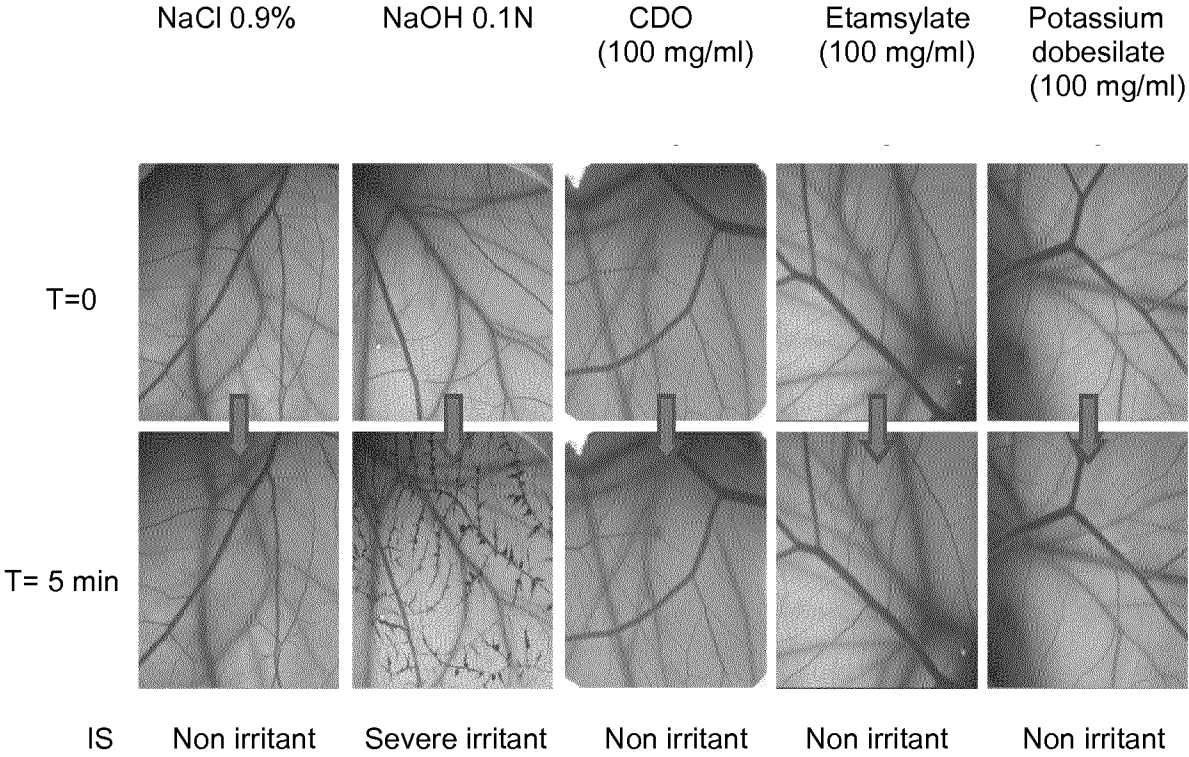 NaCl 0.9%
NaOH 0.1N
CDO
(100 mg/ml)
Etamsylate
(100 mg/ml)
Potassium
dobesilate
(100 mg/ml)
T=0
T= 5 min
IS
Non irritant
Severe irritant
Non irritant
Non irritant
Non irritant